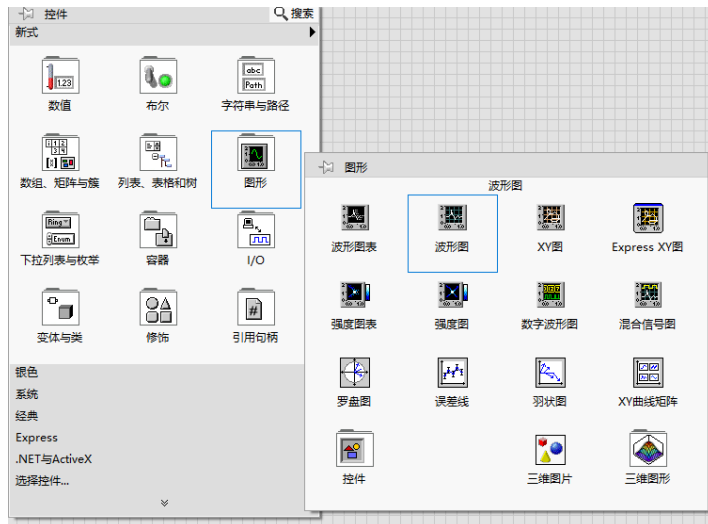 控件
搜索
新式
数值
布尔
字符串与路径
数组、矩阵与簇
列表、表格和树
图形
下拉列表与枚举
容器
I/O
变体与类
修饰
引用句柄
银色
系统
经典
Express
.NET与ActiveX
选择控件...
图形
波形图
波形图表
波形图
XY图
Express XY图
强度图表
强度图
数字波形图
混合信号图
罗盘图
误差线
羽状图
XY曲线矩阵
控件
三维图片
三维图形